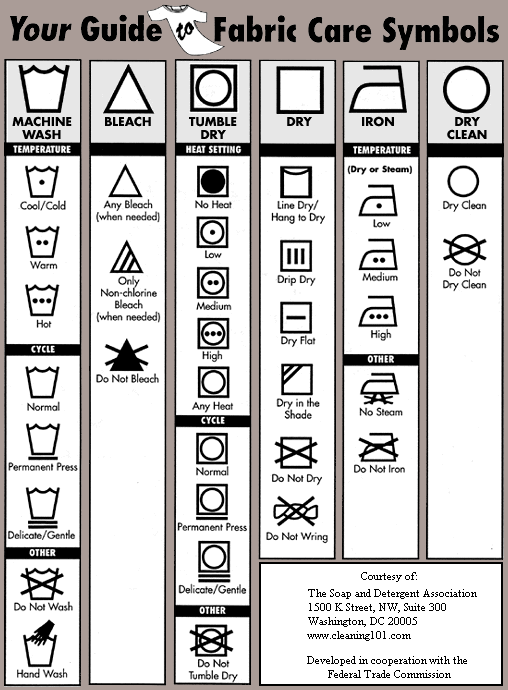 Your Guide to Fabric Care Symbols
MACHINE
WASH
TEMPERATURE
Cool/Cold
Warm
Hot
CYCLE
Normal
Permanent Press
Delicate/Gentle
OTHER
Do Not Wash
Hand Wash
BLEACH
Any Bleach
(when needed)
Only
Non-chlorine
Bleach
(when needed)
Do Not Bleach
TUMBLE
DRY
HEAT SETTING
No Heat
Low
Medium
High
Any Heat
CYCLE
Normal
Permanent Press
Delicate/Gentle
OTHER
Do Not
Tumble Dry
DRY
Line Dry/
Hang to Dry
Drip Dry
Dry Flat
Dry in the
Shade
Do Not Dry
Do Not Wring
IRON
TEMPERATURE
(Dry or Steam)
Low
Medium
High
OTHER
No Steam
Do Not Iron
DRY
CLEAN
Dry Clean
Do Not
Dry Clean
Courtesy of:
The Soap and Detergent Association
1500 K Street, NW, Suite 300
Washington, DC 20005
www.cleaning101.com
Developed in cooperation with the
Federal Trade Commission